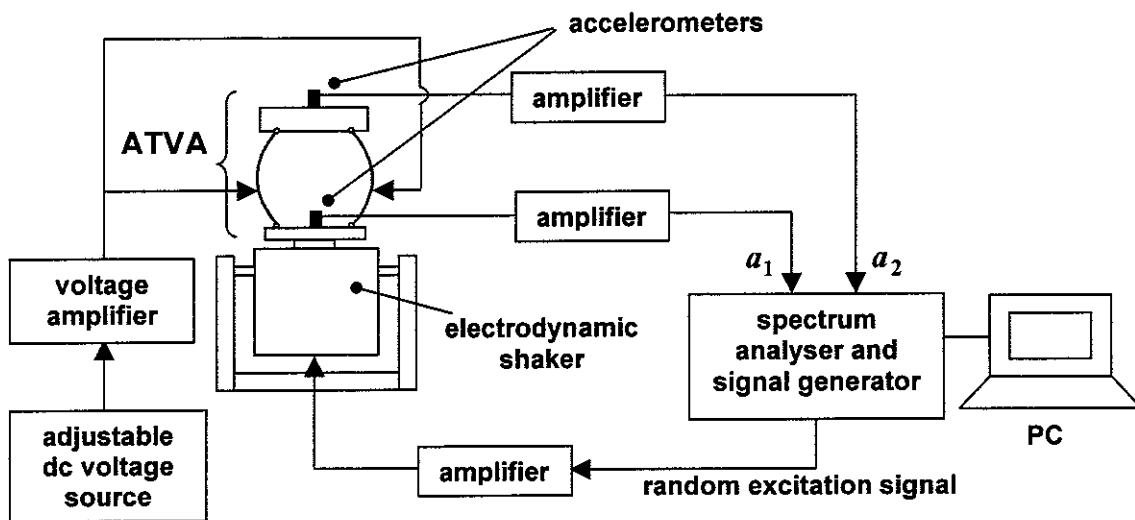 accelerometers
amplifier
ATVA
amplifier
a1
a2
voltage
amplifier
electrodynamic
shaker
spectrum
analyser and
signal generator
PC
adjustable
dc voltage
source
amplifier
random excitation signal